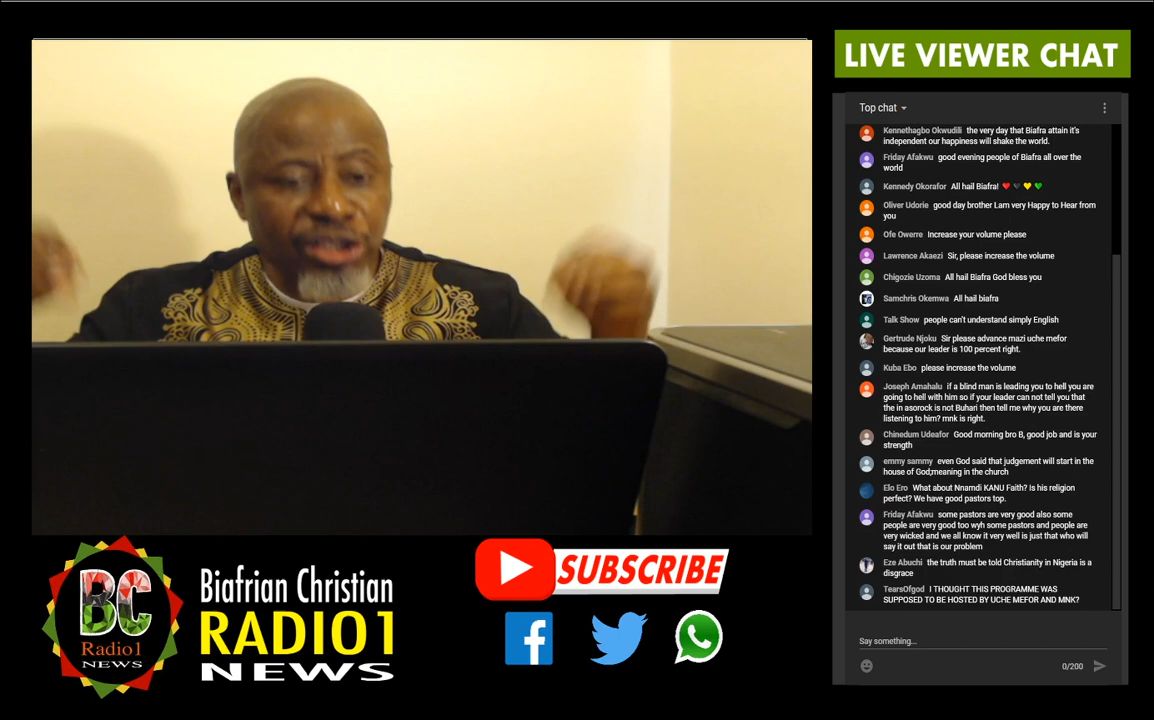 LIVE VIEWER CHAT
Top chat
Kennethagbo Okwudili the very day that Biafra attain it's
independent our happiness will shake the world.
Friday Afakwu good evening people of Biafra all over the
world
Kennedy Okorafor All hail Biafra!
Oliver Udorie good day brother Lam very Happy to Hear from
you
Ofe Owerre Increase your volume please
Lawrence Akaezi Sir, please increase the volume
Chigozie Uzoma All hail Biafra God bless you
Samchris Okemwa All hail biafra
Talk Show people can't understand simply English
Gertrude Njoku Sir please advance mazi uche mefor
because our leader is 100 percent right.
Kuba Ebo please increase the volume
Joseph Amahalu if a blind man is leading you to hell you are
going to hell with him so if your leader can not tell you that
the in asorock is not Buhari then tell me why you are there
listening to him? mnk is right.
Chinedum Udeafor Good morning bro B, good job and is your
strength
emmy sammy even God said that judgement will start in the
house of God;meaning in the church
Elo Ero What about Nnamdi KANU Faith? Is his religion
perfect? We have good pastors top.
Friday Afakwu some pastors are very good also some
people are very good too wyh some pastors and people are
very wicked and we all know it very well is just that who will
say it out that is our problem
Eze Abuchi the truth must be told Christianity in Nigeria is a
disgrace
TearsOfgod I THOUGHT THIS PROGRAMME WAS
SUPPOSED TO BE HOSTED BY UCHE MEFOR AND MNK?
Say something...
0/200
BC
Radio1
NEWS
Biafrian Christian
RADIO1
NEWS
SUBSCRIBE